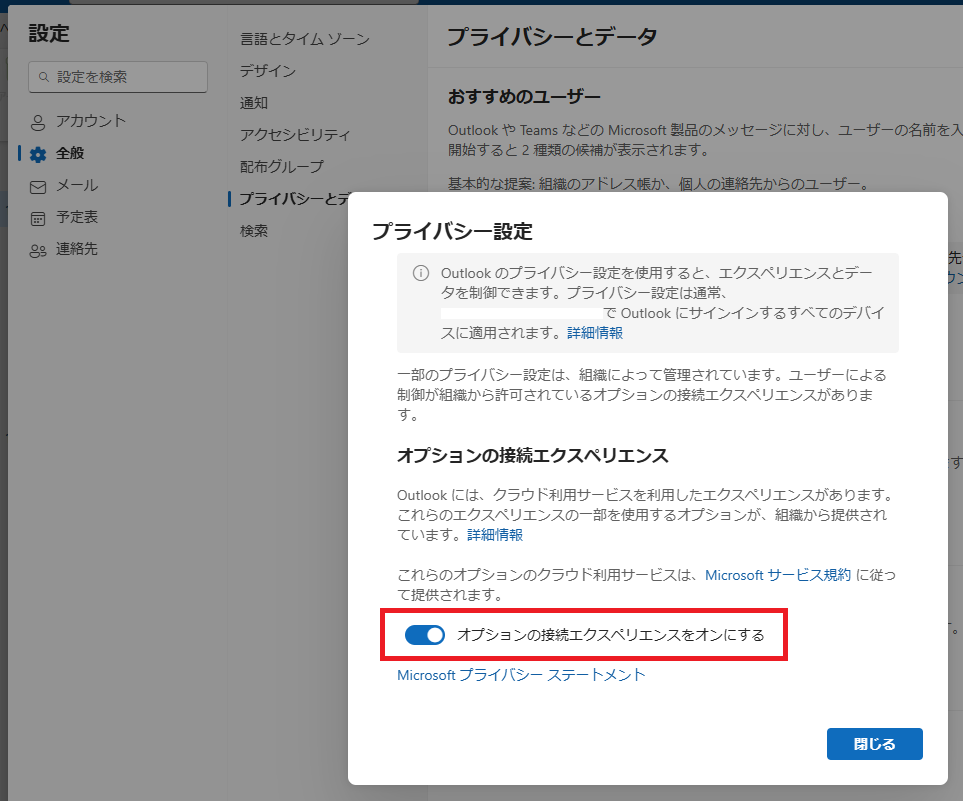 設定
設定を検索
アカウント
全般
メール
予定表
連絡先
言語とタイム ゾーン
デザイン
通知
アクセシビリティ
配布グループ
プライバシーとデ
検索
プライバシーとデータ
おすすめのユーザー
Outlook や Teams などの Microsoft 製品のメッセージに対し、ユーザーの名前を入
開始すると 2 種類の候補が表示されます。
基本的な提案: 組織のアドレス帳か、個人の連絡先からのユーザー。
プライバシー設定
Outlook のプライバシー設定を使用すると、エクスペリエンスとデー
タを制御できます。プライバシー設定は通常、
で Outlook にサインインするすべてのデバイ
スに適用されます。詳細情報
一部のプライバシー設定は、組織によって管理されています。ユーザーによる
制御が組織から許可されているオプションの接続エクスペリエンスがありま
す。
オプションの接続エクスペリエンス
Outlook には、クラウド利用サービスを利用したエクスペリエンスがあります。
これらのエクスペリエンスの一部を使用するオプションが、組織から提供され
ています。詳細情報
これらのオプションのクラウド利用サービスは、Microsoft サービス規約 に従っ
て提供されます。
オプションの接続エクスペリエンスをオンにする
Microsoft プライバシー ステートメント
閉じる